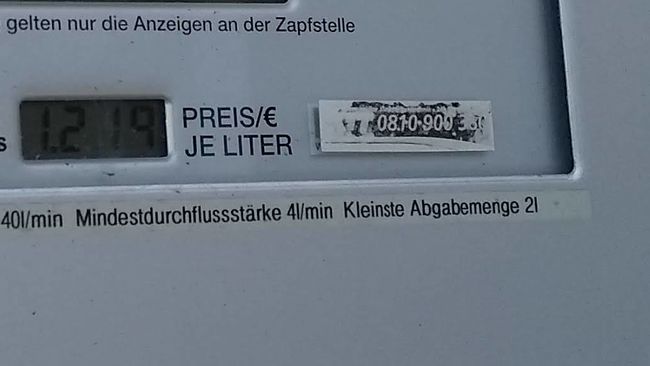 gelten nur die Anzeigen an der Zapfstelle
1.219
PREIS/€
JE LITER
0810·900
40l/min Mindestdurchflussstärke 4l/min Kleinste Abgabemenge 2l